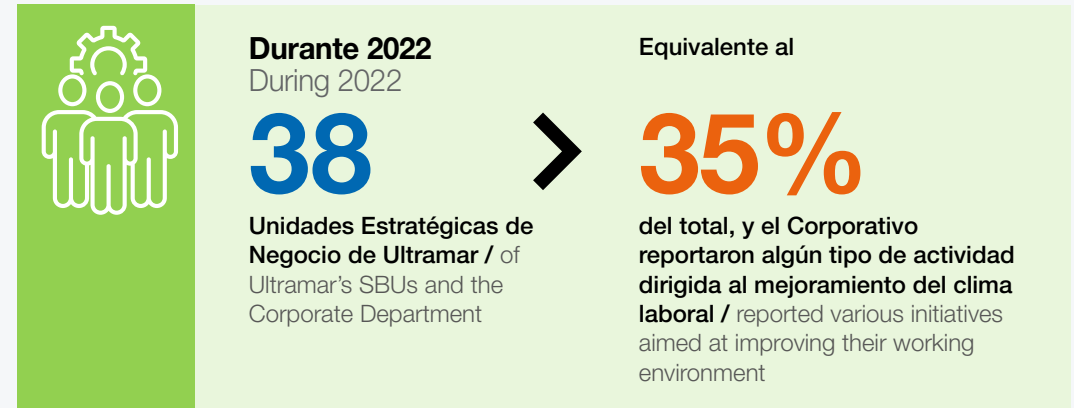 Durante 2022
During 2022
38
Unidades Estratégicas de
Negocio de Ultramar / of
Ultramar’s SBUs and the
Corporate Department
Equivalente al
35%
del total, y el Corporativo
reportaron algún tipo de actividad
dirigida al mejoramiento del clima
laboral / reported various initiatives
aimed at improving their working
environment